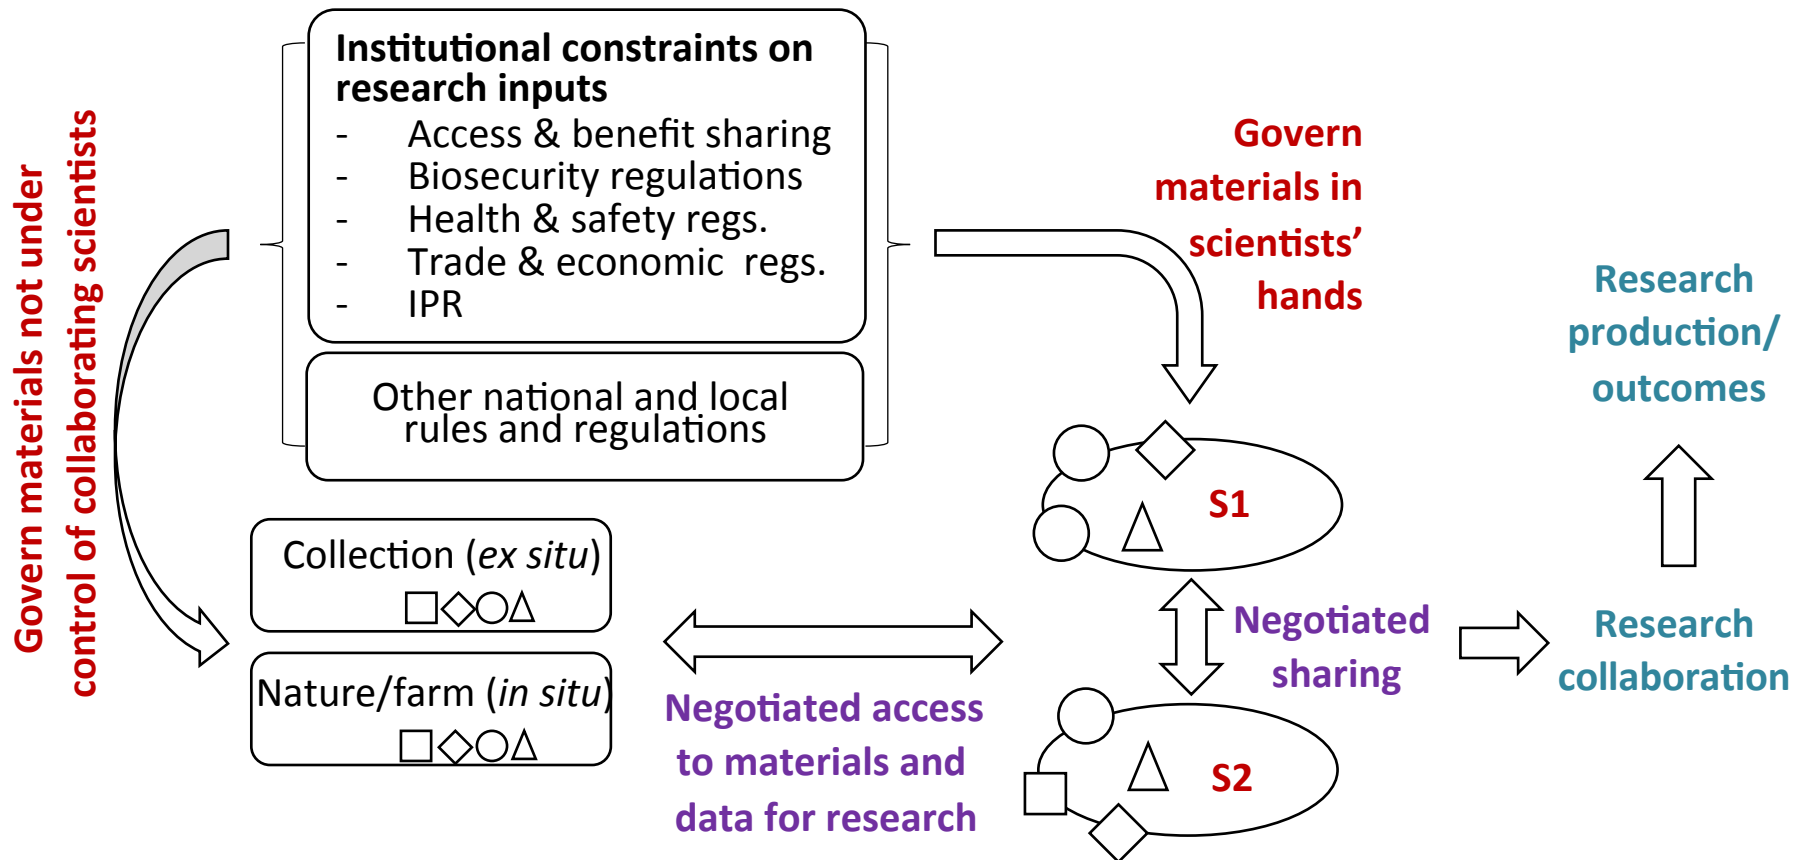 Govern materials not under
control of collaborating scientists
Institutional constraints on
research inputs
- Access & benefit sharing
- Biosecurity regulations
- Health & safety regs.
- Trade & economic regs.
- IPR
Other national and local
rules and regulations
Collection (ex situ)
Nature/farm (in situ)
Negotiated access
to materials and
data for research
Govern
materials in
scientists’
hands
S1
Negotiated
sharing
S2
Research
production/
outcomes
Research
collaboration